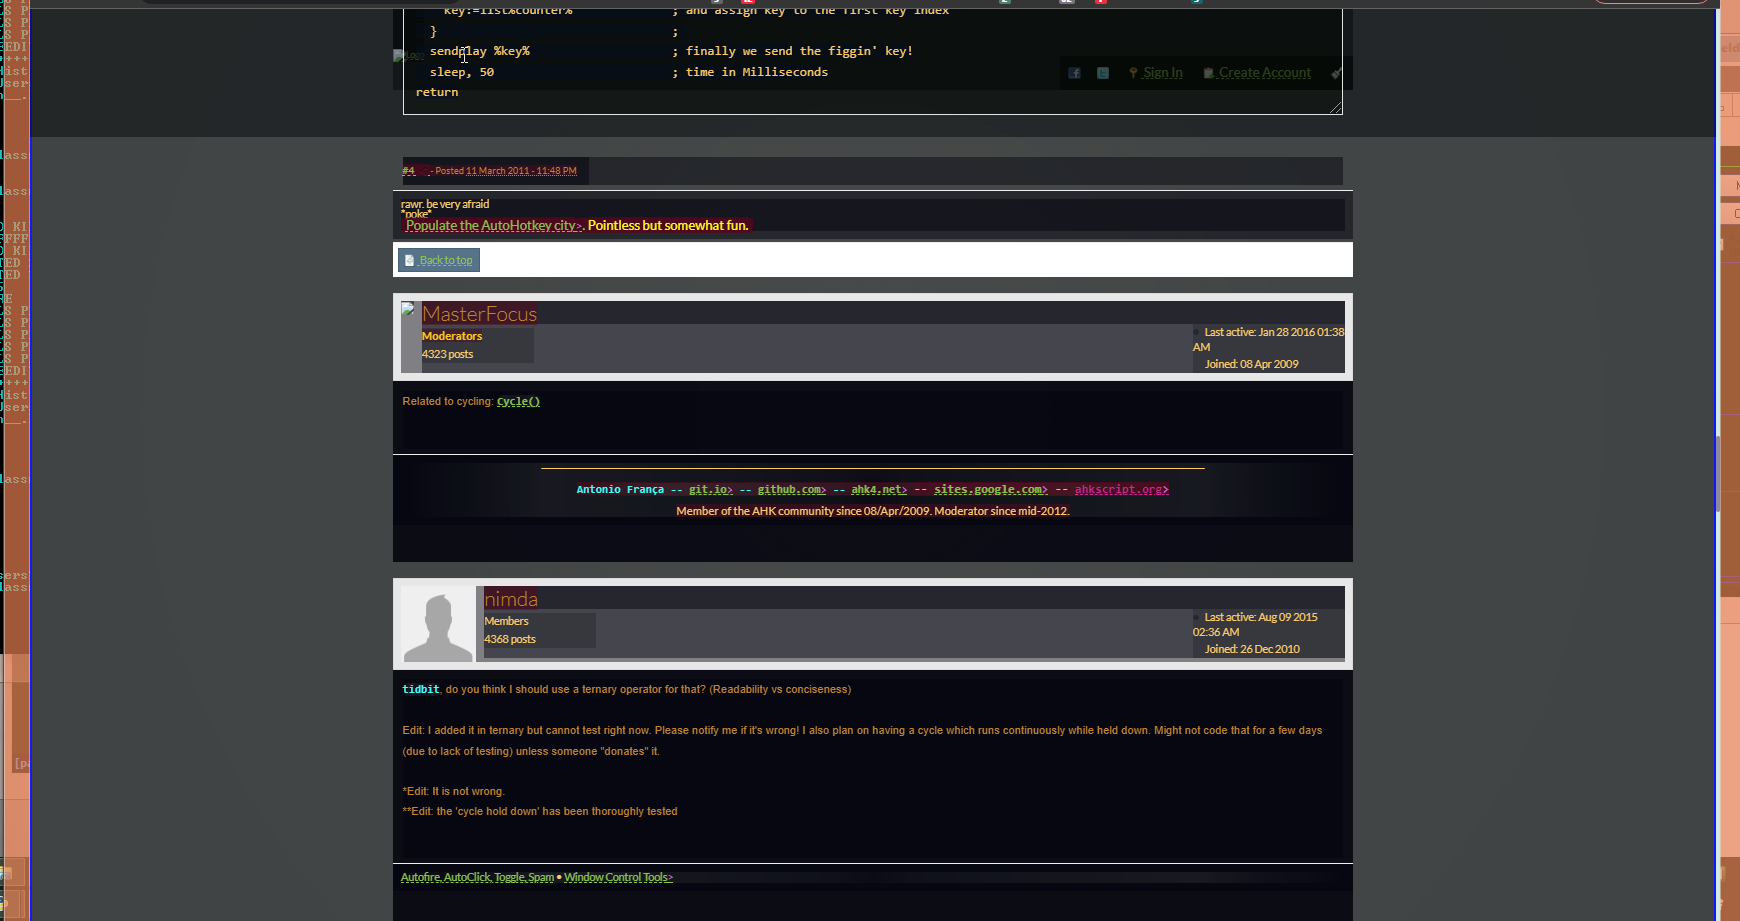 key:=list%counter% ; and assign key to the first key index
} ;
sendplay %key% ; finally we send the figgin' key!
sleep, 50 ; time in Milliseconds
return
Sign In Create Account
#4 - Posted 11 March 2011 - 11:48 PM
rawr. be very afraid
*poke*
Populate the AutoHotkey city>. Pointless but somewhat fun.
Back to top
MasterFocus
Moderators
4323 posts
Last active: Jan 28 2016 01:38
AM
Joined: 08 Apr 2009
Related to cycling: Cycle()
Antonio França -- git.io> -- github.com> -- ahk4.net> -- sites.google.com> -- ahkscript.org>
Member of the AHK community since 08/Apr/2009. Moderator since mid-2012.
nimda
Members
4368 posts
Last active: Aug 09 2015
02:36 AM
Joined: 26 Dec 2010
tidbit, do you think I should use a ternary operator for that? (Readability vs conciseness)
Edit: I added it in ternary but cannot test right now. Please notify me if it's wrong! I also plan on having a cycle which runs continuously while held down. Might not code that for a few days
(due to lack of testing) unless someone "donates" it.
*Edit: It is not wrong.
**Edit: the 'cycle hold down' has been thoroughly tested
Autofire, AutoClick, Toggle, Spam • Window Control Tools>